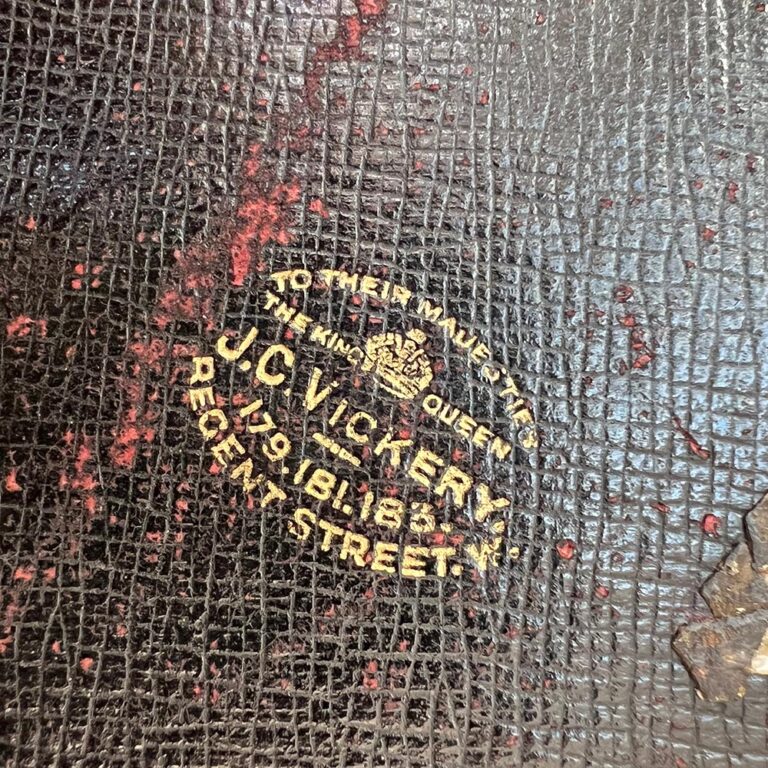 TO THEIR MAJESTIES
THE KING QUEEN
J.C. VICKERY.
179.181.183.
REGENT STREET. W.